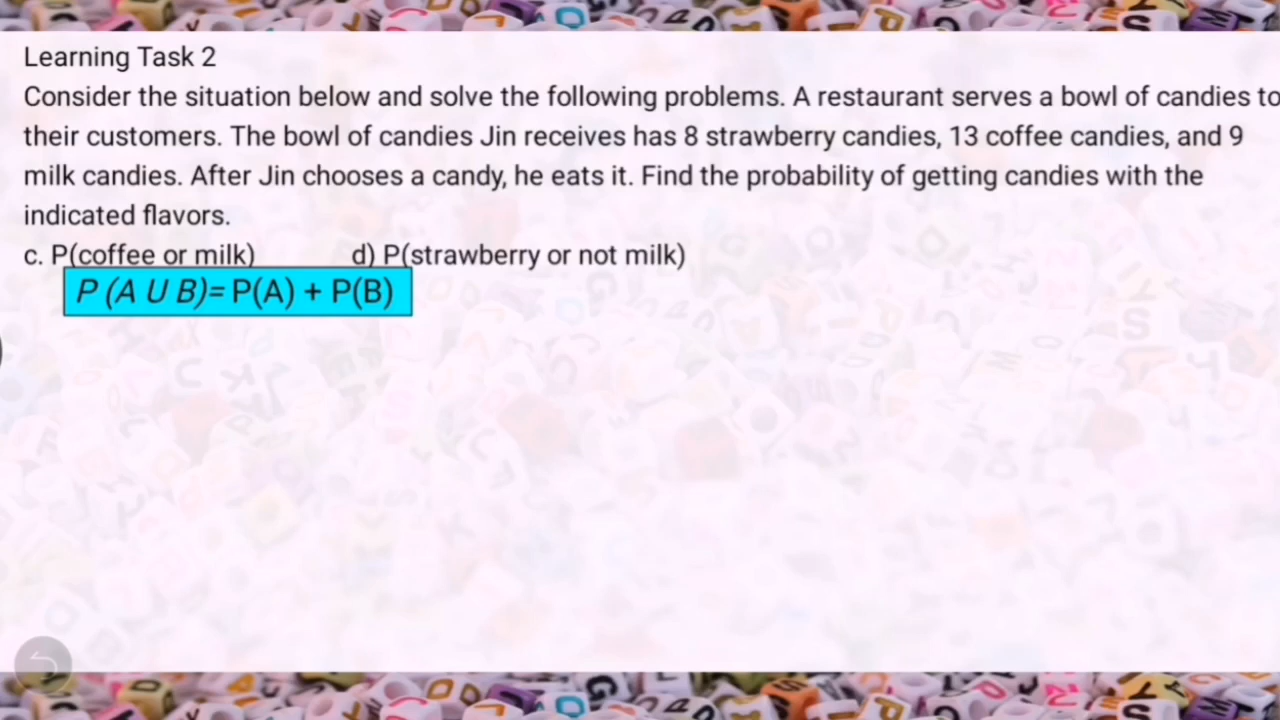 Learning Task 2
Consider the situation below and solve the following problems. A restaurant serves a bowl of candies to
their customers. The bowl of candies Jin receives has 8 strawberry candies, 13 coffee candies, and 9
milk candies. After Jin chooses a candy, he eats it. Find the probability of getting candies with the
indicated flavors.
c. P(coffee or milk) d) P(strawberry or not milk)
P (A U B)= P(A) + P(B)